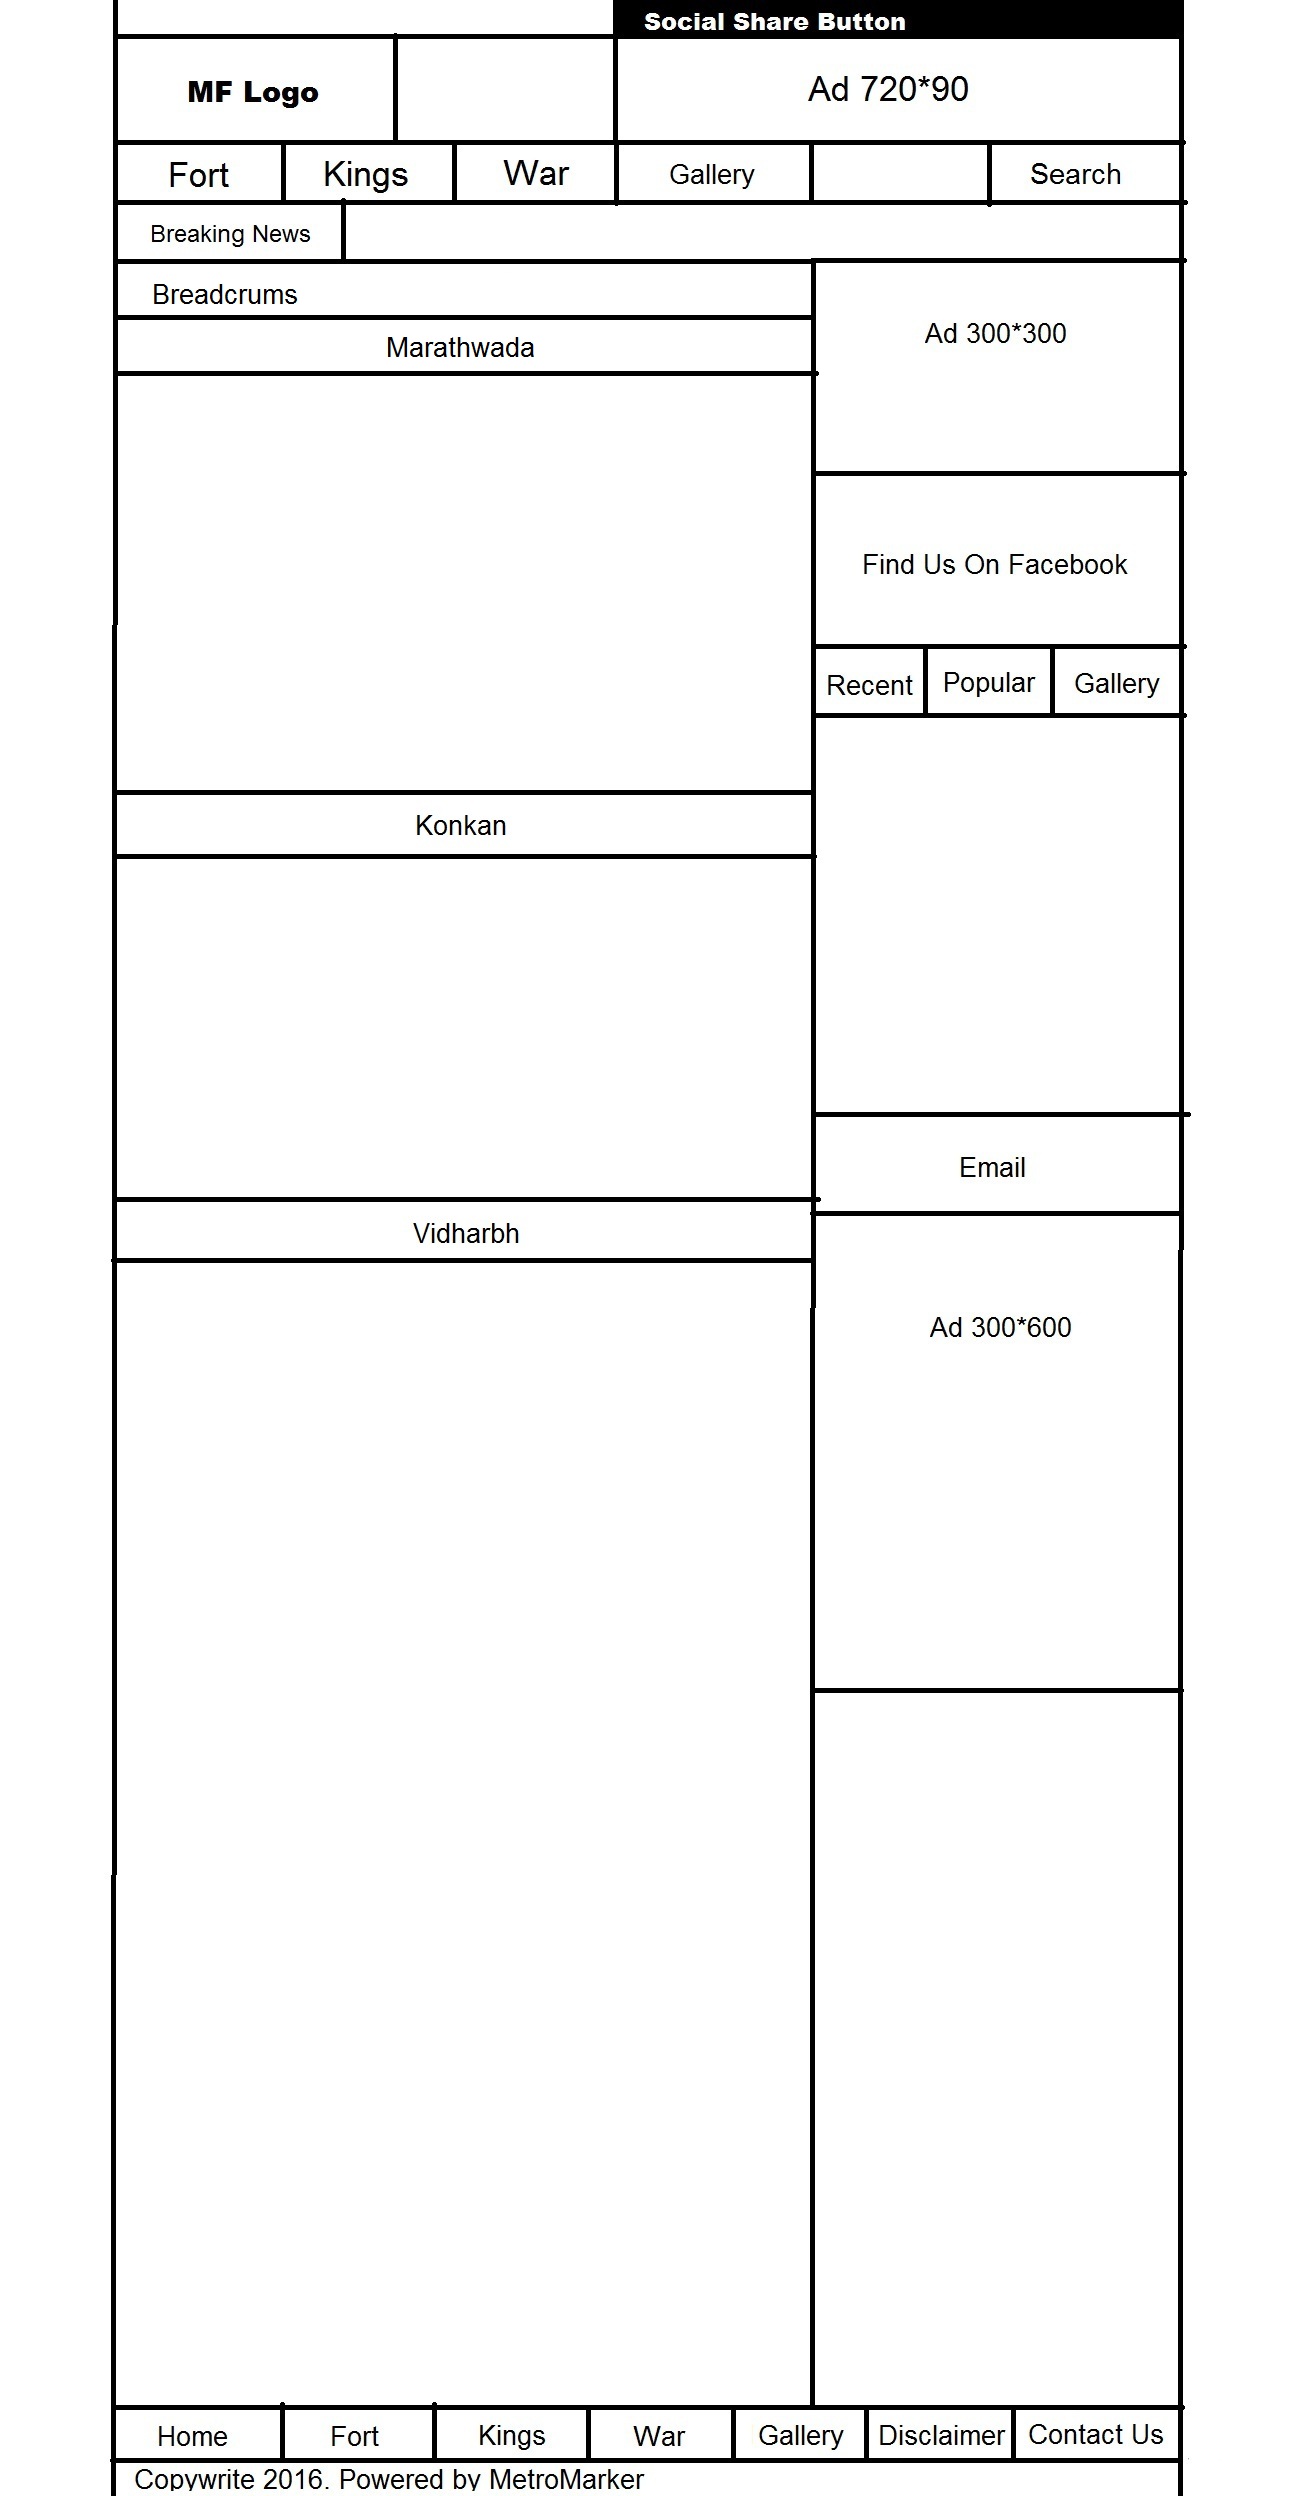 Social Share Button
MF Logo
Ad 720*90
Fort
Kings
War
Gallery
Search
Breaking News
Breadcrums
Marathwada
Ad 300*300
Find Us On Facebook
Recent
Popular
Gallery
Konkan
Email
Vidharbh
Ad 300*600
Home
Fort
Kings
War
Gallery
Disclaimer
Contact Us
Copywrite 2016. Powered by MetroMarker